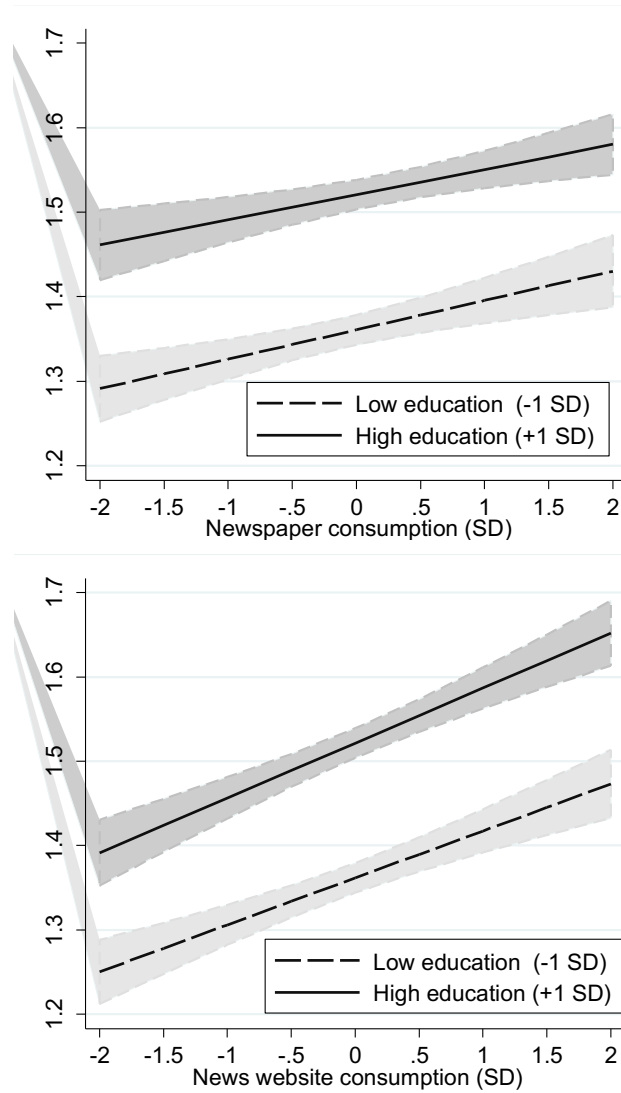 1.7
1.6
1.5
1.4
1.3
1.2
Low education (-1 SD)
High education (+1 SD)
-2 -1.5 -1 -.5 0 .5 1 1.5 2
Newspaper consumption (SD)
1.7
1.6
1.5
1.4
1.3
1.2
Low education (-1 SD)
High education (+1 SD)
-2 -1.5 -1 -.5 0 .5 1 1.5 2
News website consumption (SD)